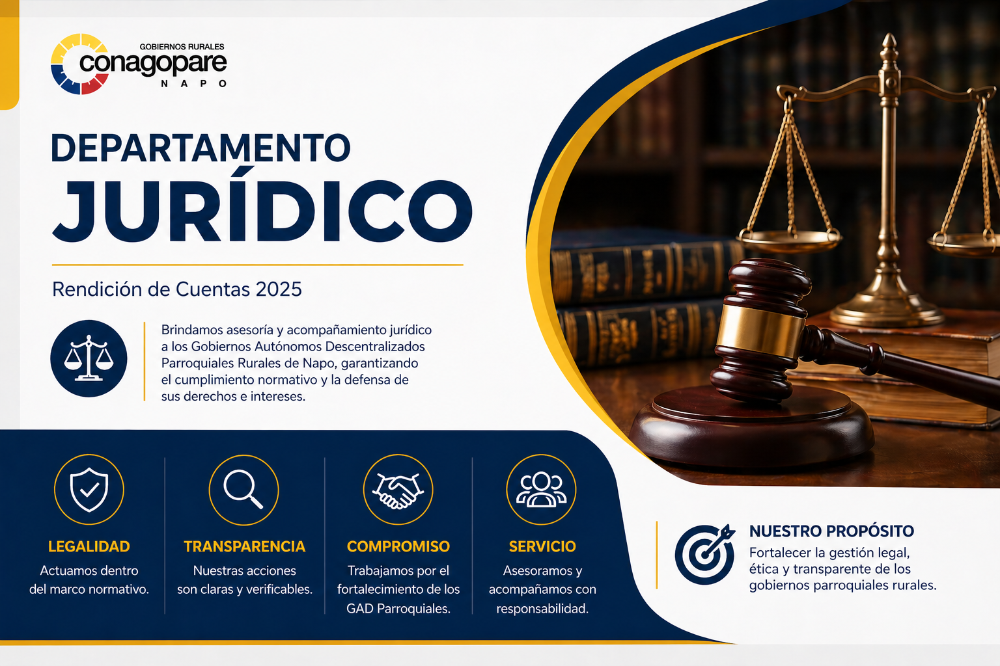 GOBIERNOS RURALES
conagopare
NAPO
DEPARTAMENTO
JURÍDICO
Rendición de Cuentas 2025
Brindamos asesoría y acompañamiento jurídico
a los Gobiernos Autónomos Descentralizados
Parroquiales Rurales de Napo, garantizando
el cumplimiento normativo y la defensa de
sus derechos e intereses.
LEGALIDAD
Actuamos dentro
del marco normativo.
TRANSPARENCIA
Nuestras acciones
son claras y verificables.
COMPROMISO
Trabajamos por el
fortalecimiento de los
GAD Parroquiales.
SERVICIO
Asesoramos y
acompañamos con
responsabilidad.
NUESTRO PROPÓSITO
Fortalecer la gestión legal,
ética y transparente de los
gobiernos parroquiales rurales.